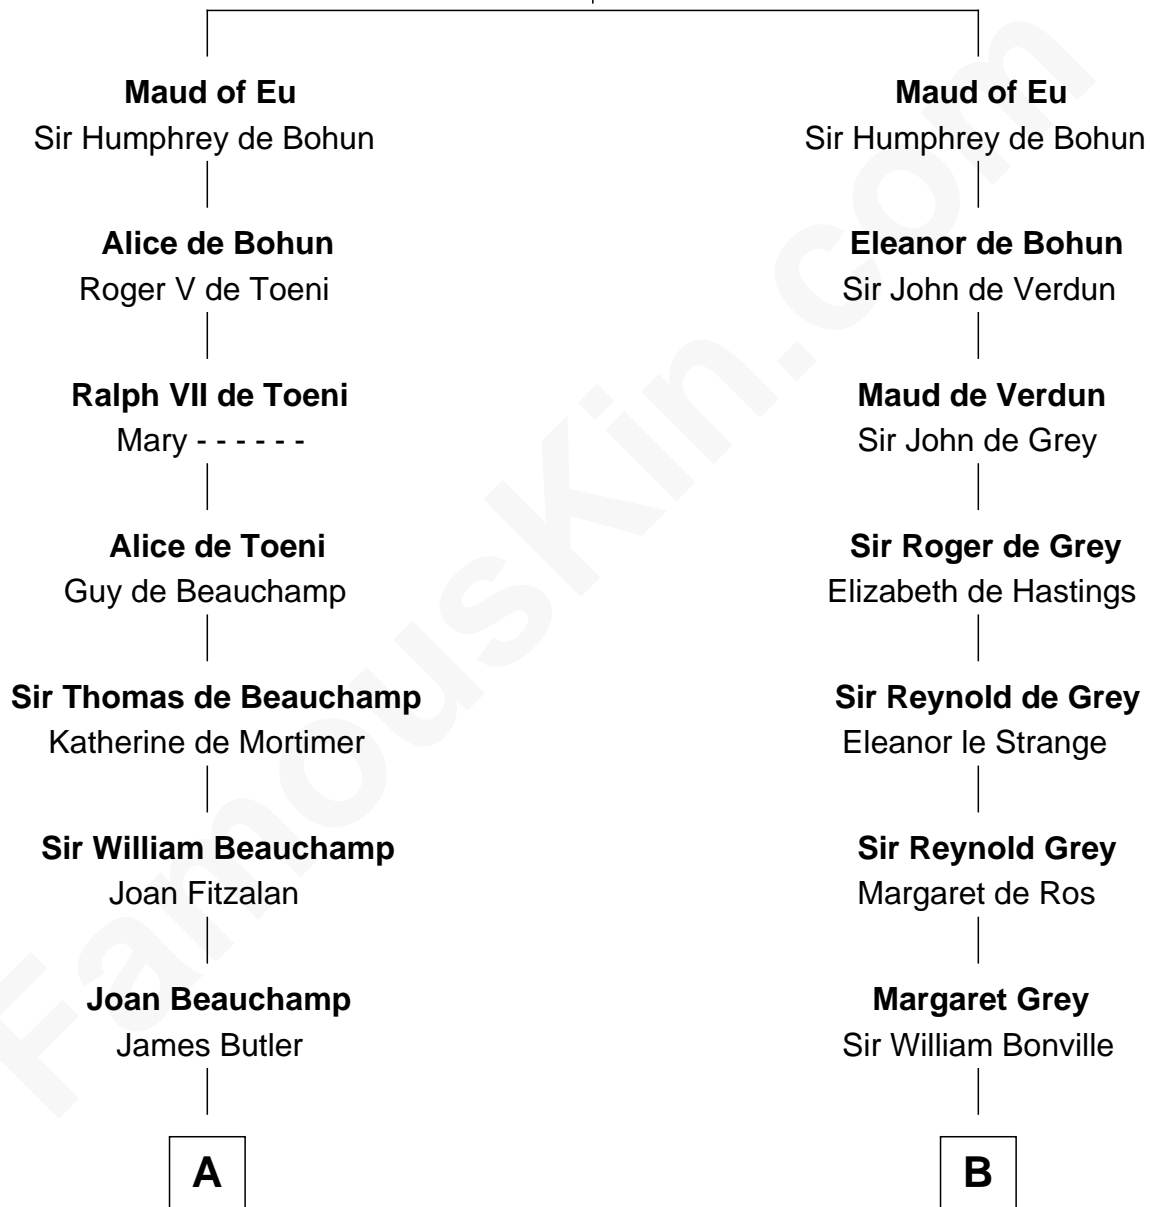 Maud of Eu
Sir Humphrey de Bohun
Alice de Bohun
Roger V de Toeni
Ralph VII de Toeni
Mary - - - - - -
Alice de Toeni
Guy de Beauchamp
Sir Thomas de Beauchamp
Katherine de Mortimer
Sir William Beauchamp
Joan Fitzalan
Joan Beauchamp
James Butler
A
Maud of Eu
Sir Humphrey de Bohun
Eleanor de Bohun
Sir John de Verdun
Maud de Verdun
Sir John de Grey
Sir Roger de Grey
Elizabeth de Hastings
Sir Reynold de Grey
Eleanor le Strange
Sir Reynold Grey
Margaret de Ros
Margaret Grey
Sir William Bonville
B
FamousKin.com